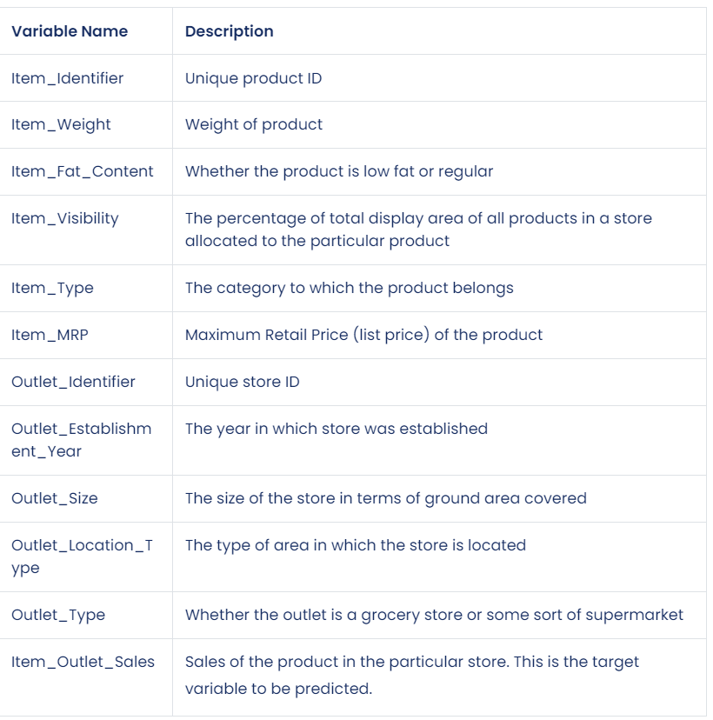 Variable Name Description
Item_Identifier Unique product ID
Item_Weight Weight of product
Item_Fat_Content Whether the product is low fat or regular
Item_Visibility The percentage of total display area of all products in a store
allocated to the particular product
Item_Type The category to which the product belongs
Item_MRP Maximum Retail Price (list price) of the product
Outlet_Identifier Unique store ID
Outlet_Establishm The year in which store was established
ent_Year
Outlet_Size The size of the store in terms of ground area covered
Outlet_Location_T The type of area in which the store is located
ype
Outlet_Type Whether the outlet is a grocery store or some sort of supermarket
Item_Outlet_Sales Sales of the product in the particular store. This is the target
variable to be predicted.